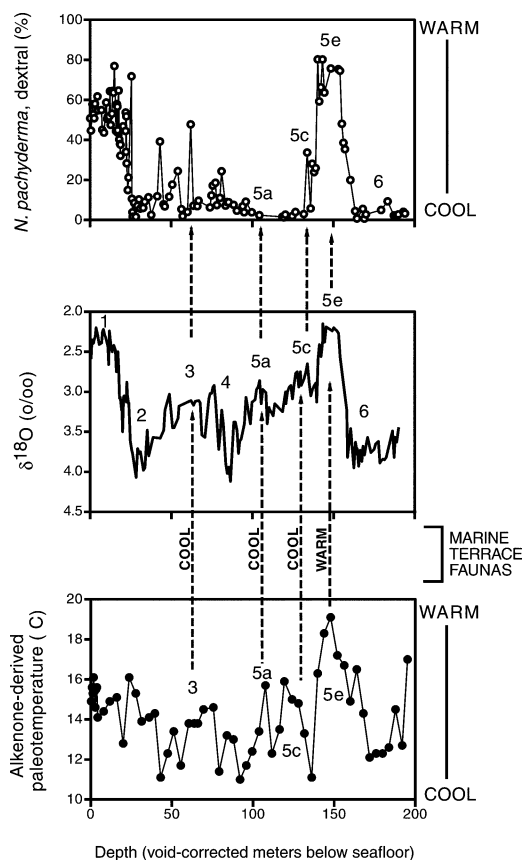 100
80
60
40
20
0
N. pachyderma, dextral (%)
5a
5c
5e
6
WARM
COOL
2.0
2.5
3.0
3.5
4.0
4.5
δ18O (o/oo)
1
2
3
4
5a
5c
5e
6
COOL
COOL
COOL
WARM
MARINE
TERRACE
FAUNAS
20
18
16
14
12
10
Alkenone-derived
paleotemperature ( C)
3
5a
5c
5e
WARM
COOL
0 50 100 150 200
Depth (void-corrected meters below seafloor)